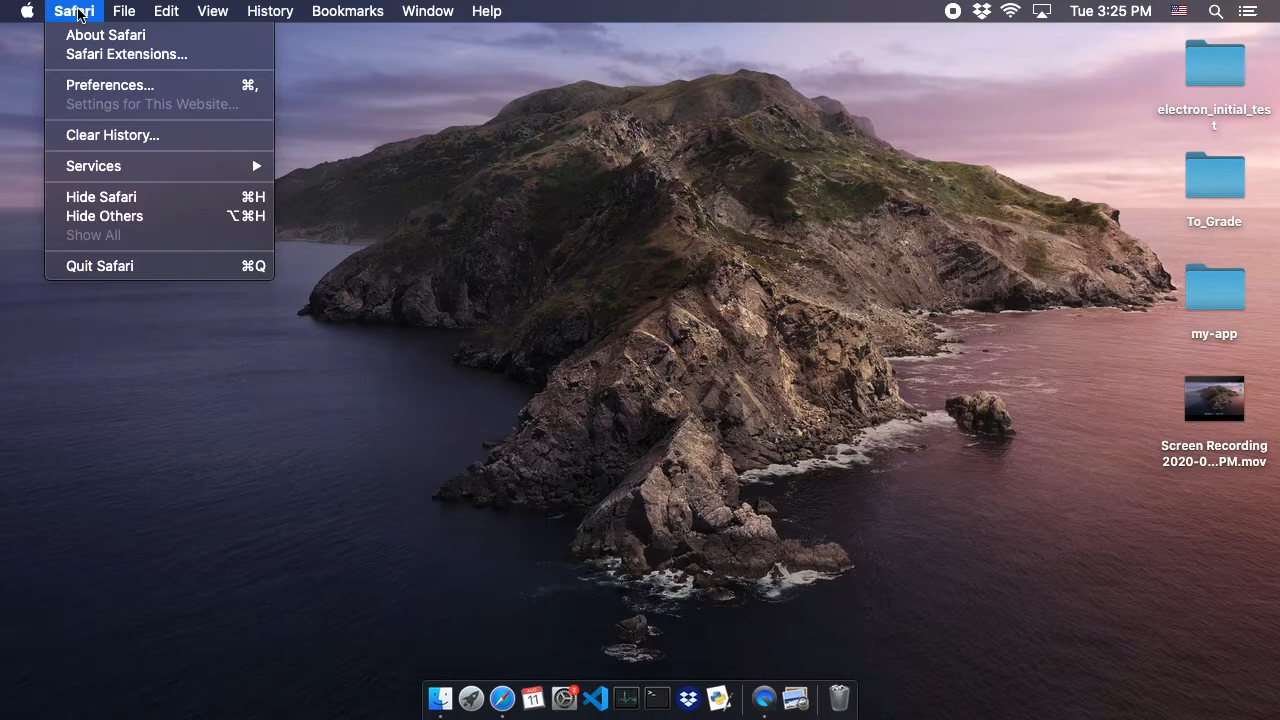 Safari File Edit View History Bookmarks Window Help Tue 3:25 PM
About Safari
Safari Extensions...
Preferences... ⌘,
Settings for This Website...
Clear History...
Services
Hide Safari ⌘H
Hide Others ⌥⌘H
Show All
Quit Safari ⌘Q
electron_initial_tes
t
To_Grade
my-app
Screen Recording
2020-0...PM.mov
AUG
11